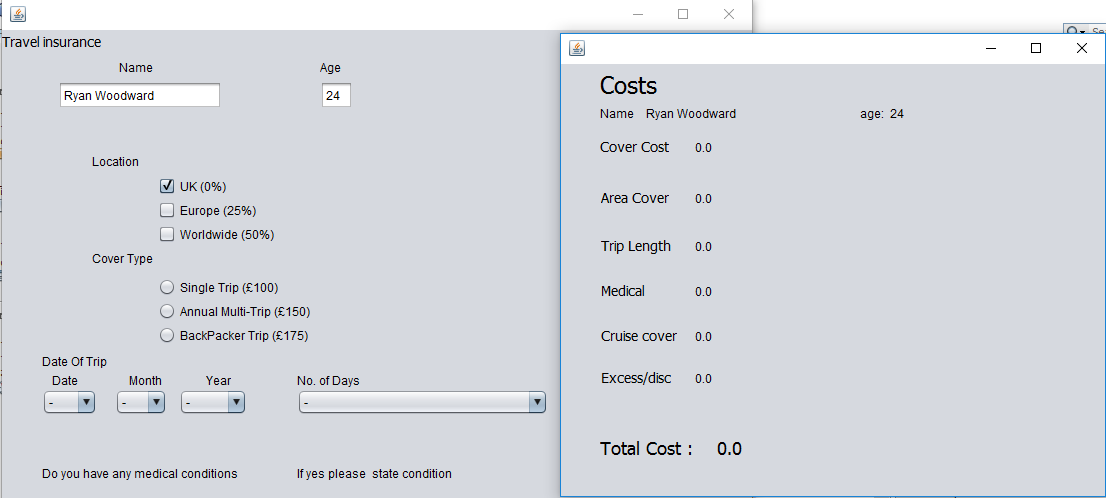 Travel insurance
Name Age
Ryan Woodward 24
Location
UK (0%)
Europe (25%)
Worldwide (50%)
Cover Type
Single Trip (£100)
Annual Multi-Trip (£150)
BackPacker Trip (£175)
Date Of Trip
Date Month Year No. of Days
- - - -
Do you have any medical conditions If yes please state condition
Costs
Name Ryan Woodward age: 24
Cover Cost 0.0
Area Cover 0.0
Trip Length 0.0
Medical 0.0
Cruise cover 0.0
Excess/disc 0.0
Total Cost : 0.0
Se